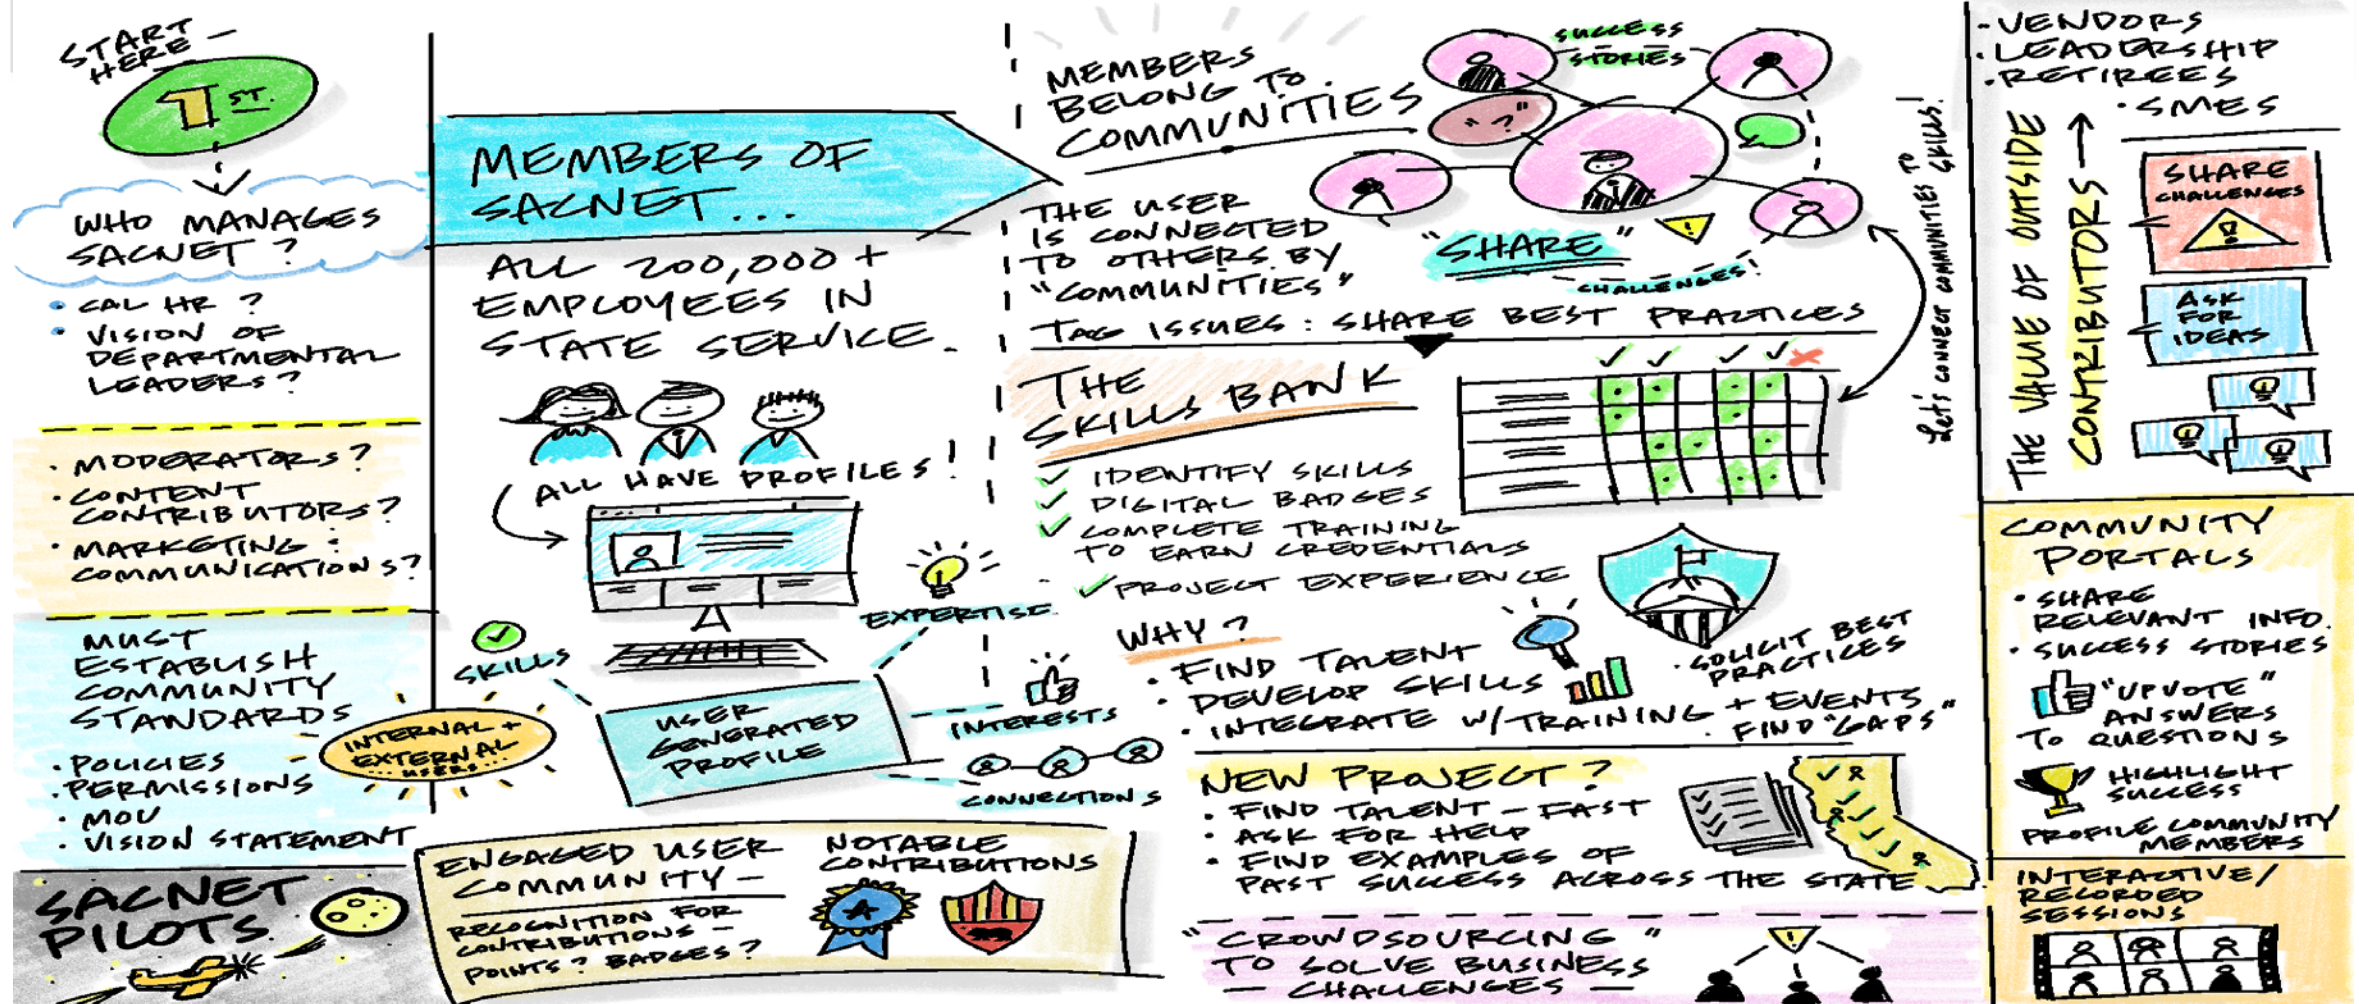 START
HERE –
1 ST.
WHO MANAGES
SACNET?
• CAL HR ?
• VISION OF
DEPARTMENTAL
LEADERS?
• MODERATORS?
• CONTENT
CONTRIBUTORS?
• MARKETING :
COMMUNICATIONS?
MUST
ESTABLISH
COMMUNITY
STANDARDS
• POLICIES
• PERMISSIONS
• MOU
• VISION STATEMENT
INTERNAL +
EXTERNAL
... USERS ...
SACNET
PILOTS
MEMBERS OF
SACNET...
ALL 200,000 +
EMPLOYEES IN
STATE SERVICE.
ALL HAVE PROFILES!
EXPERTISE
SKILLS
USER
GENERATED
PROFILE
INTERESTS
CONNECTIONS
ENGAGED USER
COMMUNITY –
RECOGNITION FOR
CONTRIBUTIONS –
POINTS? BADGES?
NOTABLE
CONTRIBUTIONS
A
MEMBERS
BELONG TO
COMMUNITIES
SUCCESS
STORIES
" ? "
THE USER
IS CONNECTED
TO OTHERS BY
"COMMUNITIES"
"SHARE"
!
CHALLENGES!
TAG ISSUES : SHARE BEST PRACTICES
Let's CONNECT COMMUNITIES TO SKILLS!
THE
SKILLS BANK
✓ IDENTIFY SKILLS
✓ DIGITAL BADGES
✓ COMPLETE TRAINING
TO EARN CREDENTIALS
✓ PROJECT EXPERIENCE
WHY?
• FIND TALENT
• DEVELOP SKILLS
• INTEGRATE W/TRAINING + EVENTS
• SOLICIT BEST
PRACTICES
• FIND "GAPS"
NEW PROJECT?
• FIND TALENT – FAST
• ASK FOR HELP
• FIND EXAMPLES OF
PAST SUCCESS ACROSS THE STATE
"CROWDSOURCING"
TO SOLVE BUSINESS
– CHALLENGES –
!
• VENDORS
• LEADERSHIP
• RETIREES
• SMES
THE VALUE OF OUTSIDE
CONTRIBUTORS →
SHARE
CHALLENGES
!
ASK
FOR
IDEAS
COMMUNITY
PORTALS
• SHARE
RELEVANT INFO.
• SUCCESS STORIES
"UPVOTE"
ANSWERS
TO QUESTIONS
HIGHLIGHT
SUCCESS
PROFILE COMMUNITY
MEMBERS
INTERACTIVE/
RECORDED
SESSIONS